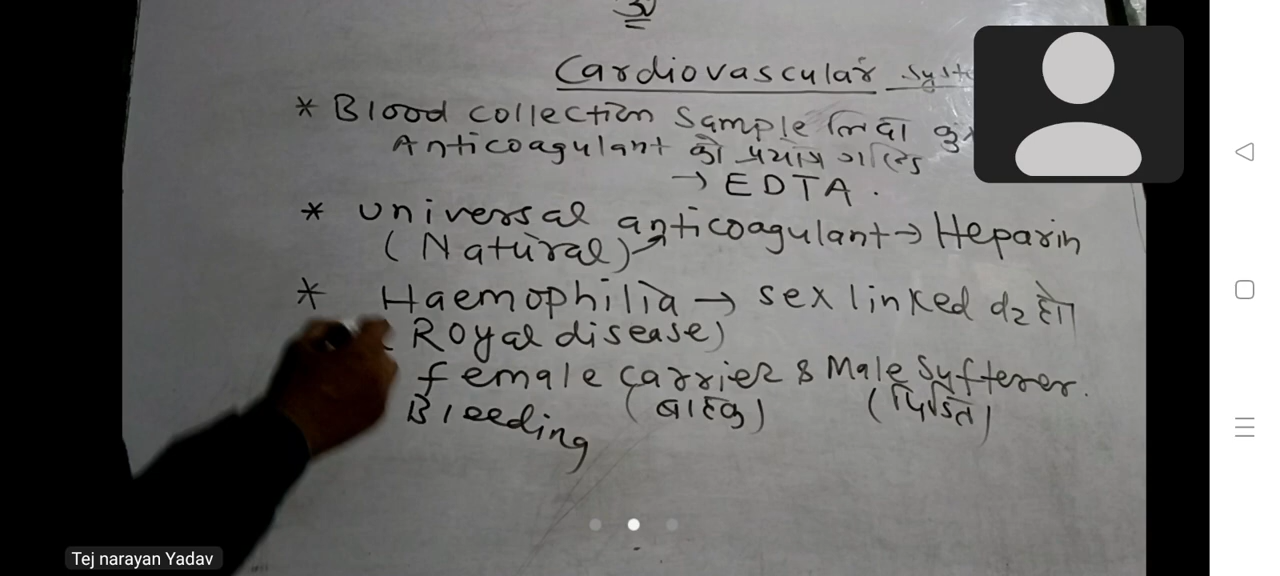 Cardiovascular
* Blood collection Sample लिदा
Anticoagulant को प्रयोग गरिन्छ
→ EDTA.
* Universal anticoagulant → Heparin
(Natural)
* Haemophilia → sex linked dz हो
(Royal disease)
female carrier & Male Sufferer.
Bleeding (बाहक) (पिडित)
Tej narayan Yadav